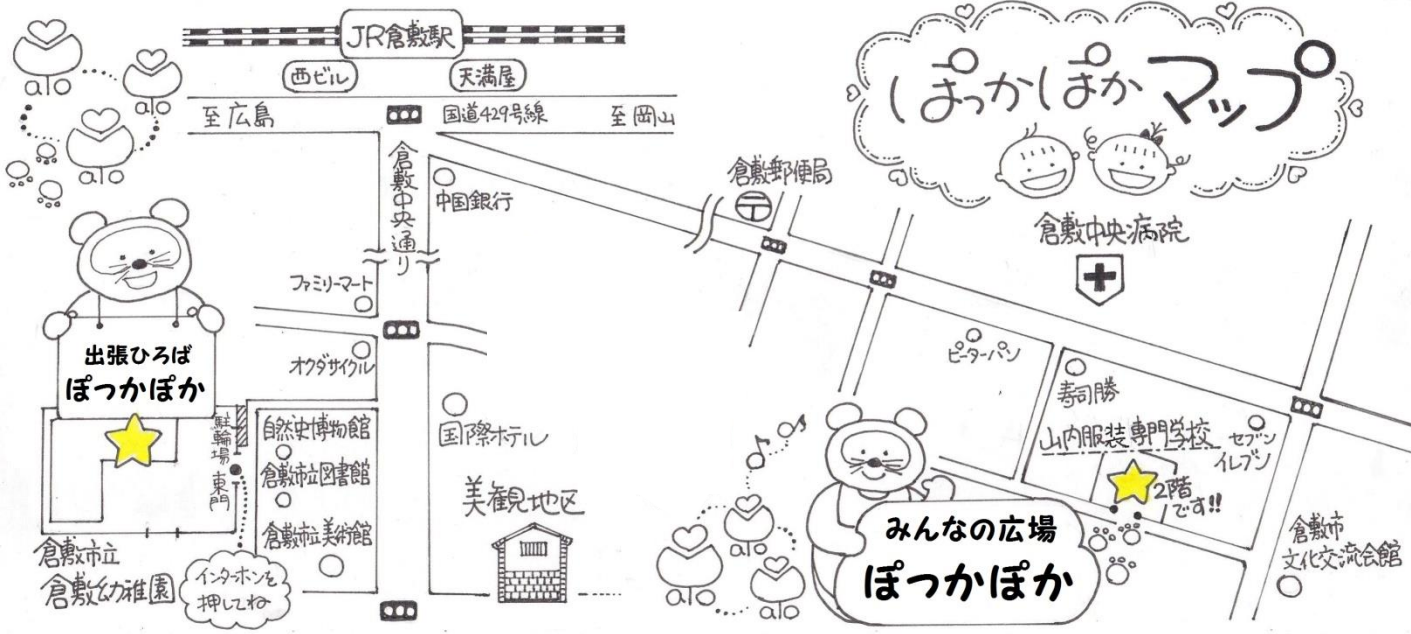 JR倉敷駅
西ビル
天満屋
至広島
国道429号線
至岡山
倉敷中央通り
中国銀行
ファミリーマート
オクダサイクル
出張ひろば
ぽっかぽか
駐輪場
東門
自然史博物館
倉敷市立図書館
倉敷市立美術館
国際ホテル
美観地区
倉敷市立
倉敷幼稚園
インターホンを
押してね
alo
alo
alo
ぽっかぽかマップ
倉敷郵便局
倉敷中央病院
ピーターパン
寿司勝
山内服装専門学校
セブン
イレブン
2階
です!!
みんなの広場
ぽっかぽか
倉敷市
文化交流会館
alo
alo
alo